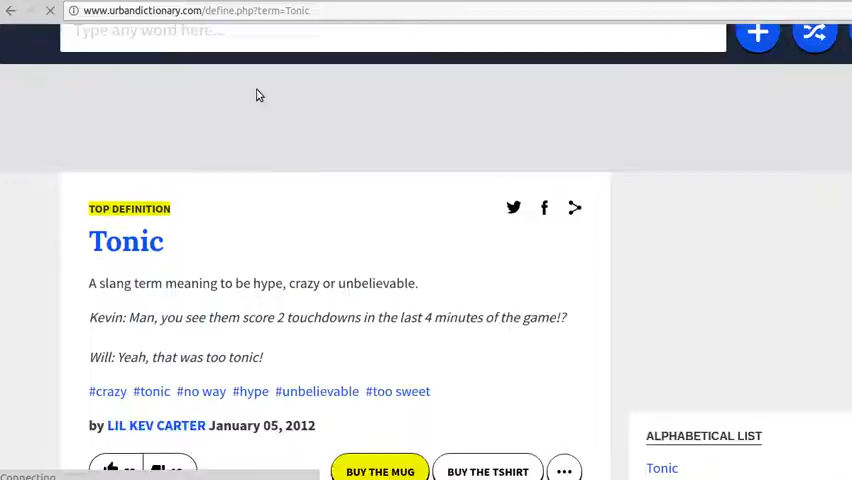 www.urbandictionary.com/define.php?term=Tonic
Type any word here...
TOP DEFINITION
Tonic
A slang term meaning to be hype, crazy or unbelievable.
Kevin: Man, you see them score 2 touchdowns in the last 4 minutes of the game!?
Will: Yeah, that was too tonic!
#crazy #tonic #no way #hype #unbelievable #too sweet
by LIL KEV CARTER January 05, 2012
ALPHABETICAL LIST
Tonic
BUY THE MUG BUY THE TSHIRT
Connecting